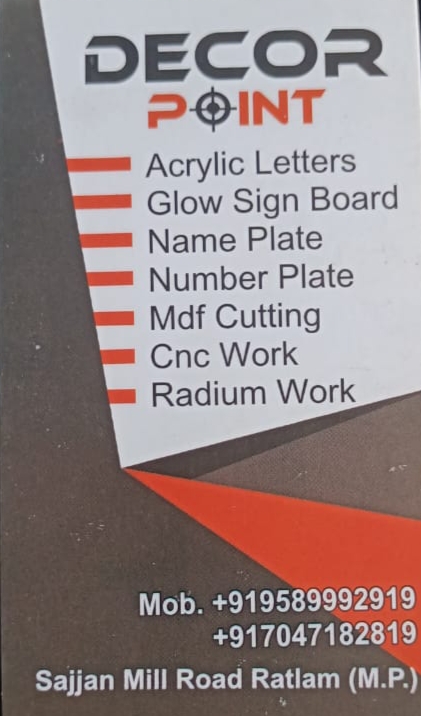 DECOR
POINT
Acrylic Letters
Glow Sign Board
Name Plate
Number Plate
Mdf Cutting
Cnc Work
Radium Work
Mob. +919589992919
+917047182819
Sajjan Mill Road Ratlam (M.P.)